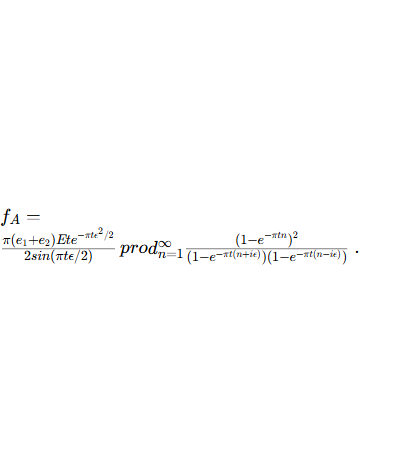 f_A =
\frac{\pi(e_1+e_2)Ete^{-\pi t\epsilon^2/2}}{2sin(\pi t\epsilon/2)} prod_{n=1}^{\infty} \frac{(1-e^{-\pi tn})^2}{(1-e^{-\pi t(n+i\epsilon)})(1-e^{-\pi t(n-i\epsilon)})} .